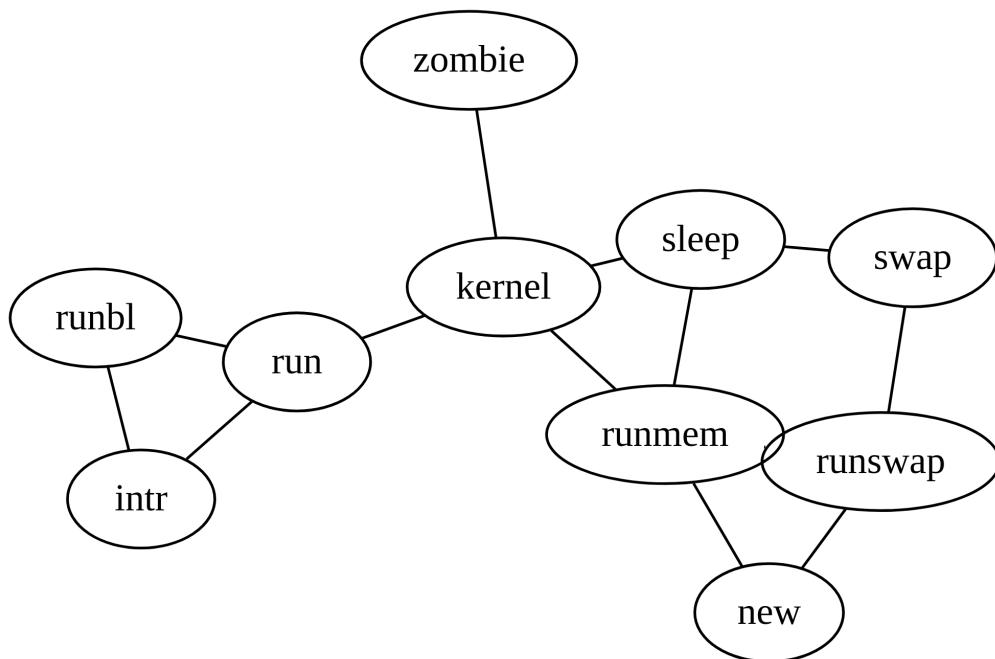 zombie
sleep
swap
kernel
runbl
run
runmem
runswap
intr
new